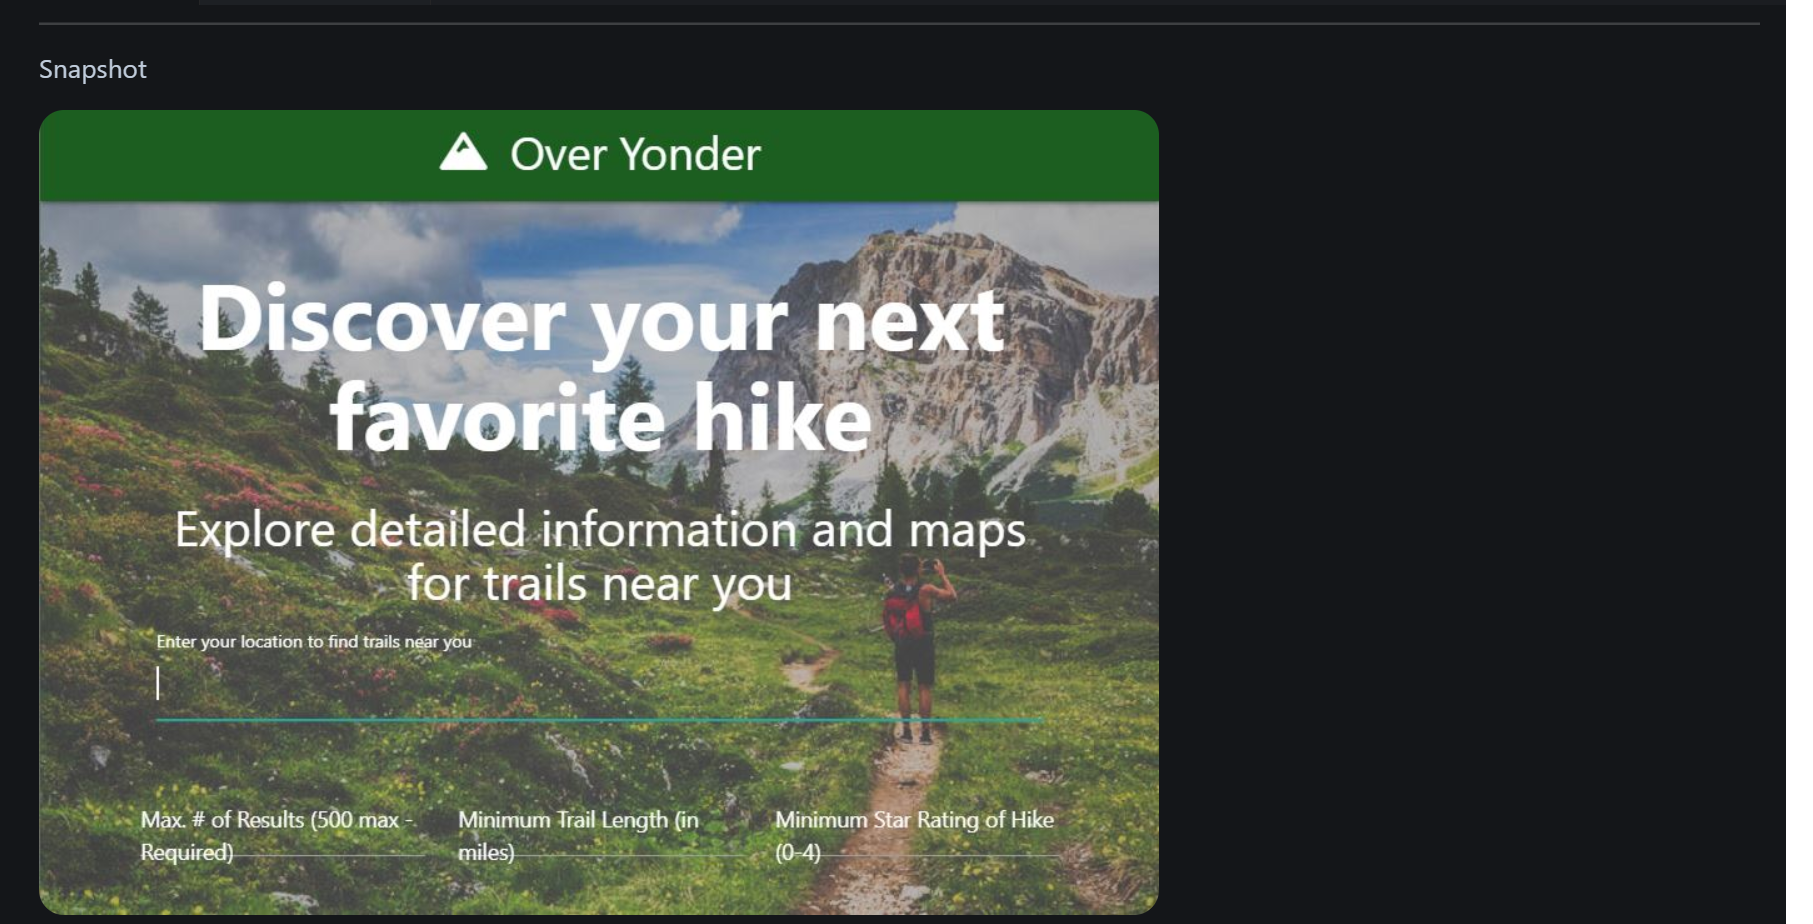 Snapshot
Over Yonder
Discover your next
favorite hike
Explore detailed information and maps
for trails near you
Enter your location to find trails near you
Max. # of Results (500 max -
Required)
Minimum Trail Length (in
miles)
Minimum Star Rating of Hike
(0-4)